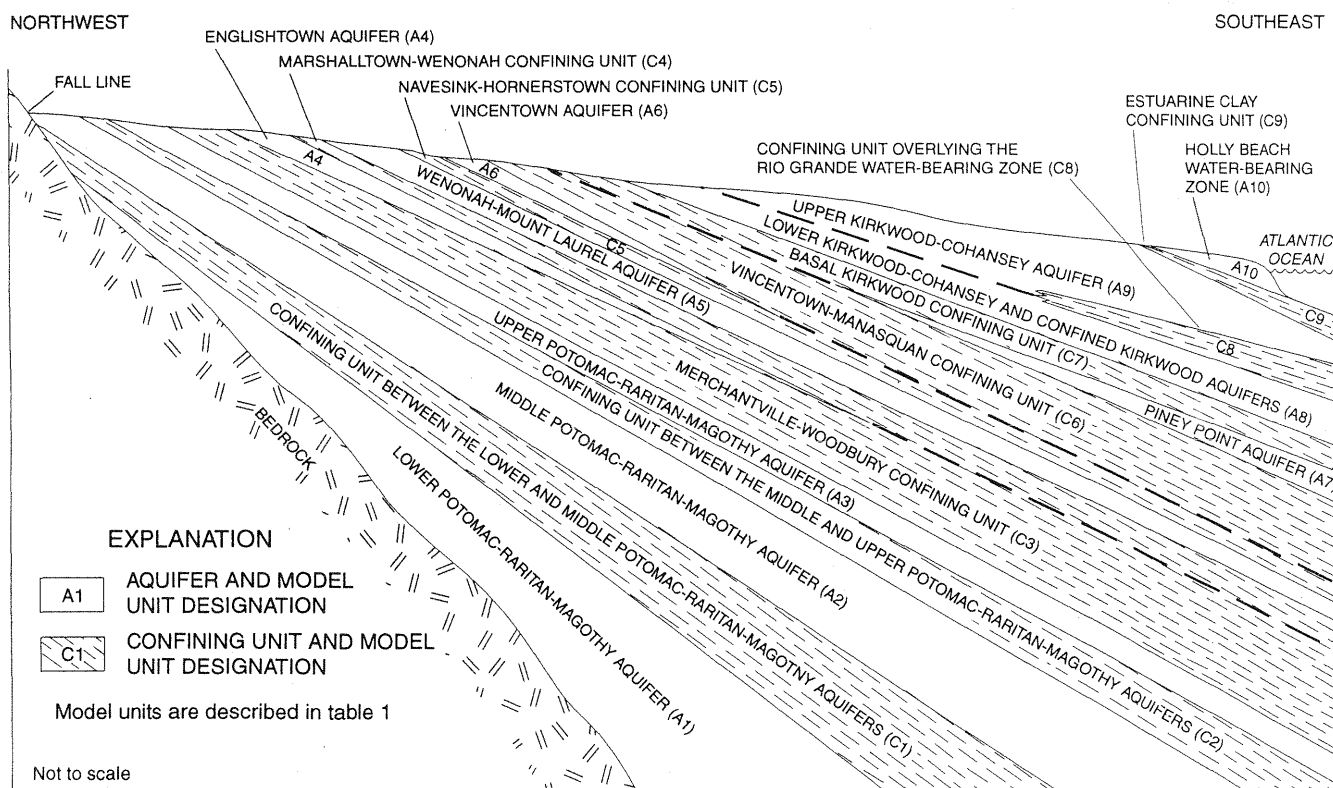 NORTHWEST
SOUTHEAST
ENGLISHTOWN AQUIFER (A4)
MARSHALLTOWN-WENONAH CONFINING UNIT (C4)
FALL LINE
NAVESINK-HORNERSTOWN CONFINING UNIT (C5)
VINCENTOWN AQUIFER (A6)
ESTUARINE CLAY
CONFINING UNIT (C9)
CONFINING UNIT OVERLYING THE
RIO GRANDE WATER-BEARING ZONE (C8)
HOLLY BEACH
WATER-BEARING
ZONE (A10)
ATLANTIC
OCEAN
A4
A6
C5
A10
C9
C8
UPPER KIRKWOOD-COHANSEY AQUIFER (A9)
LOWER KIRKWOOD-COHANSEY AND CONFINED KIRKWOOD AQUIFERS (A8)
BASAL KIRKWOOD CONFINING UNIT (C7)
PINEY POINT AQUIFER (A7
VINCENTOWN-MANASQUAN CONFINING UNIT (C6)
WENONAH-MOUNT LAUREL AQUIFER (A5)
MERCHANTVILLE-WOODBURY CONFINING UNIT (C3)
UPPER POTOMAC-RARITAN-MAGOTHY AQUIFER (A3)
CONFINING UNIT BETWEEN THE MIDDLE AND UPPER POTOMAC-RARITAN-MAGOTHY AQUIFERS (C2)
MIDDLE POTOMAC-RARITAN-MAGOTHY AQUIFER (A2)
CONFINING UNIT BETWEEN THE LOWER AND MIDDLE POTOMAC-RARITAN-MAGOTNY AQUIFERS (C1)
LOWER POTOMAC-RARITAN-MAGOTHY AQUIFER (A1)
BEDROCK
EXPLANATION
A1
AQUIFER AND MODEL
UNIT DESIGNATION
C1
CONFINING UNIT AND MODEL
UNIT DESIGNATION
Model units are described in table 1
Not to scale